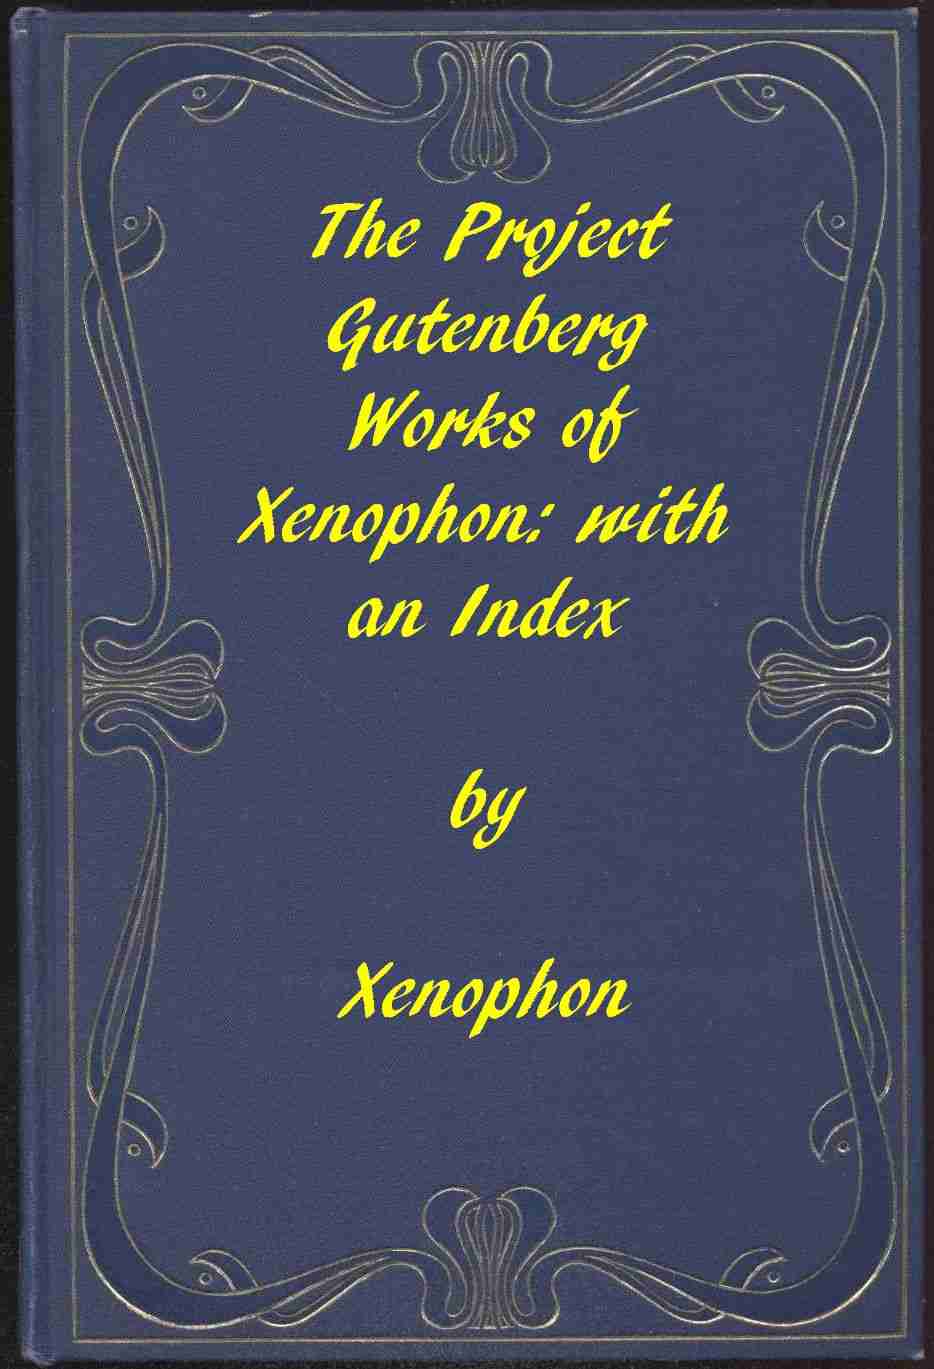 The Project
Gutenberg
Works of
Xenophon: with
an Index
by
Xenophon